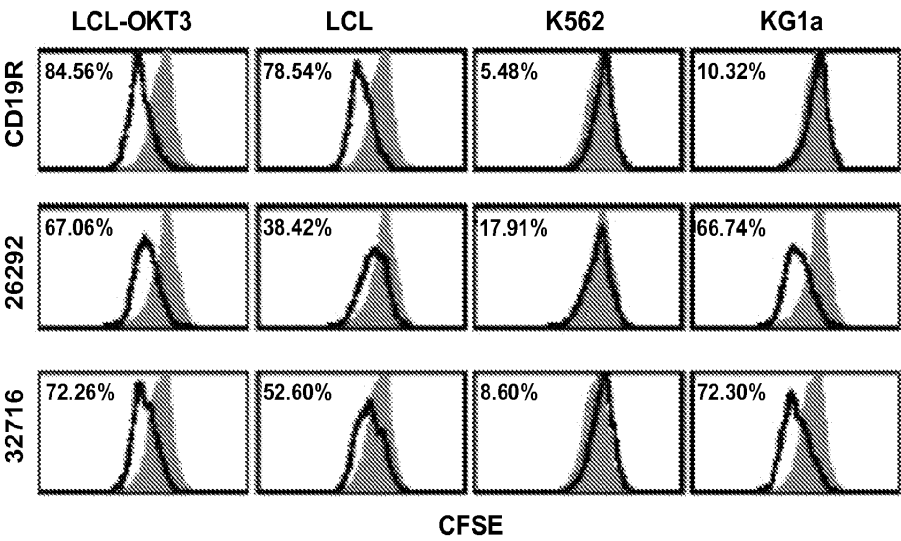 LCL-OKT3 LCL K562 KG1a
CD19R
84.56% 78.54% 5.48% 10.32%
26292
67.06% 38.42% 17.91% 66.74%
32716
72.26% 52.60% 8.60% 72.30%
CFSE